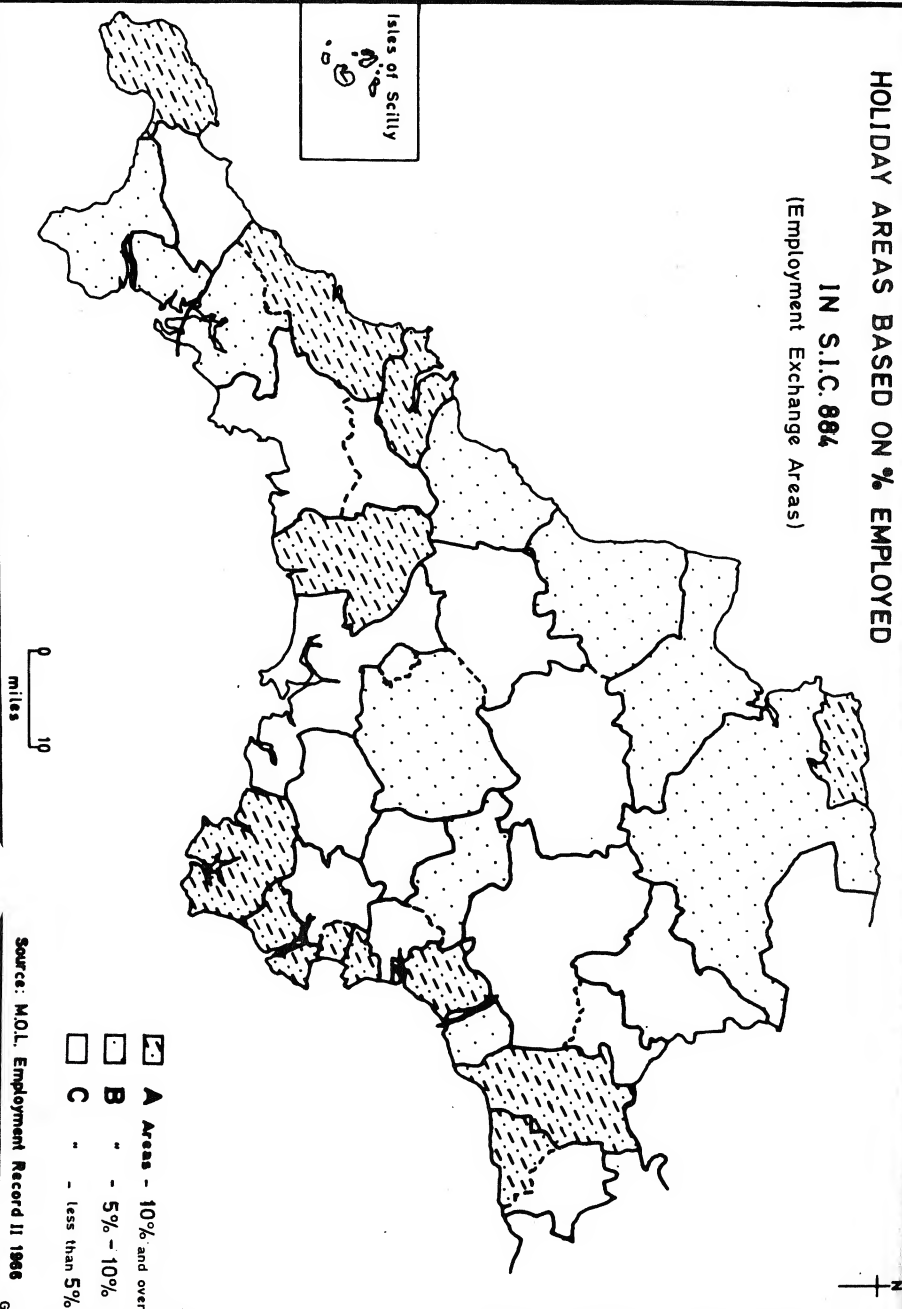 HOLIDAY AREAS BASED ON % EMPLOYED
IN S.I.C. 884
(Employment Exchange Areas)
N
Isles of Scilly
0 10
miles
A Areas - 10% and over
B " - 5% - 10%
C " - less than 5%
Source: M.O.L. Employment Record II 1966
G